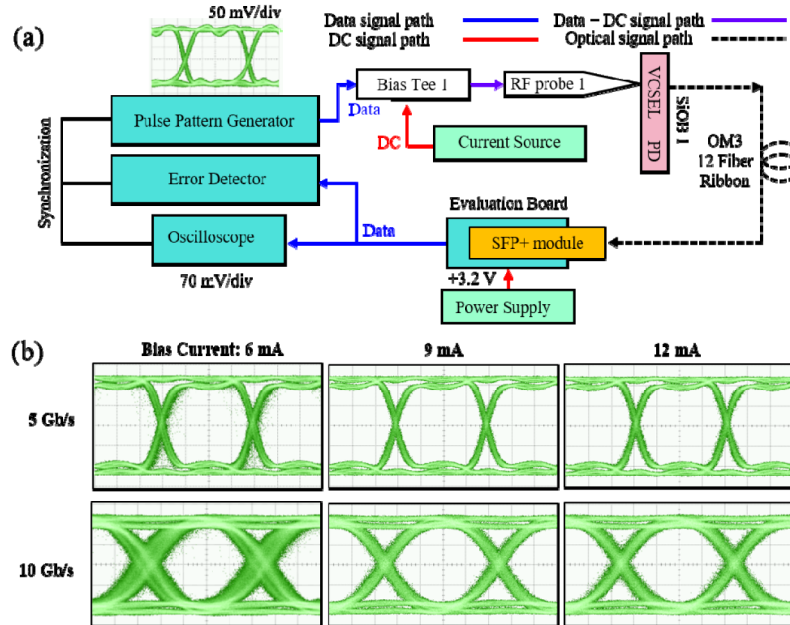 (a)
50 mV/div
Data signal path
DC signal path
Data – DC signal path
Optical signal path
Pulse Pattern Generator
Data
Bias Tee 1
RF probe 1
VCSEL PD
SiOB 1
DC
Current Source
OM3
12 Fiber
Ribbon
Synchronization
Error Detector
Oscilloscope
70 mV/div
Data
Evaluation Board
SFP+ module
+3.2 V
Power Supply
(b)
Bias Current: 6 mA
9 mA
12 mA
5 Gb/s
10 Gb/s